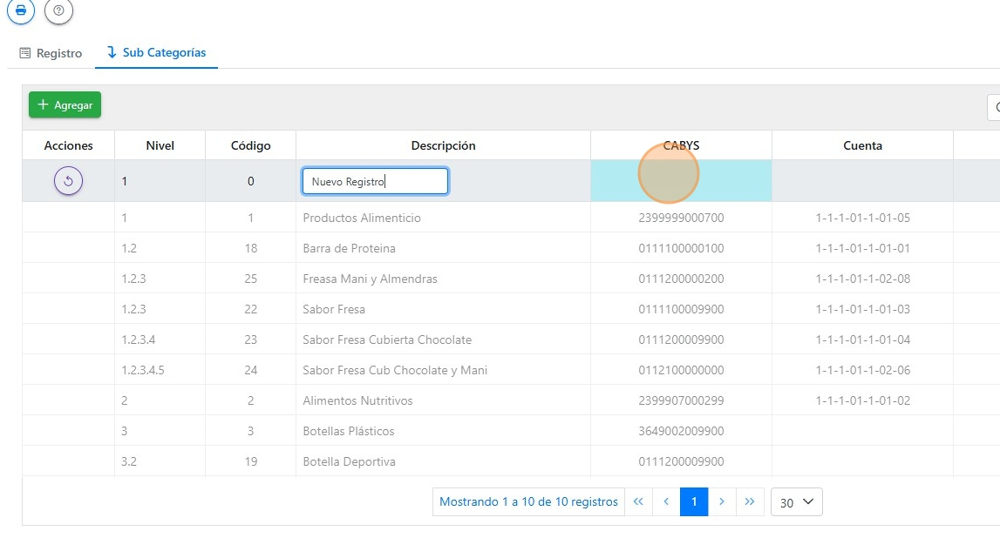 Registro Sub Categorías
Agregar
Acciones Nivel Código Descripción CABYS Cuenta
1 0 Nuevo Registro
1 1 Productos Alimenticio 2399999000700 1-1-1-01-1-01-05
1.2 18 Barra de Proteina 0111100000100 1-1-1-01-1-01-01
1.2.3 25 Freasa Mani y Almendras 0111200000200 1-1-1-01-1-02-08
1.2.3 22 Sabor Fresa 0111100009900 1-1-1-01-1-01-03
1.2.3.4 23 Sabor Fresa Cubierta Chocolate 0111200009900 1-1-1-01-1-01-04
1.2.3.4.5 24 Sabor Fresa Cub Chocolate y Mani 0112100000000 1-1-1-01-1-02-06
2 2 Alimentos Nutritivos 2399907000299 1-1-1-01-1-01-02
3 3 Botellas Plásticos 3649002009900
3.2 19 Botella Deportiva 0111200009900
Mostrando 1 a 10 de 10 registros 1 30